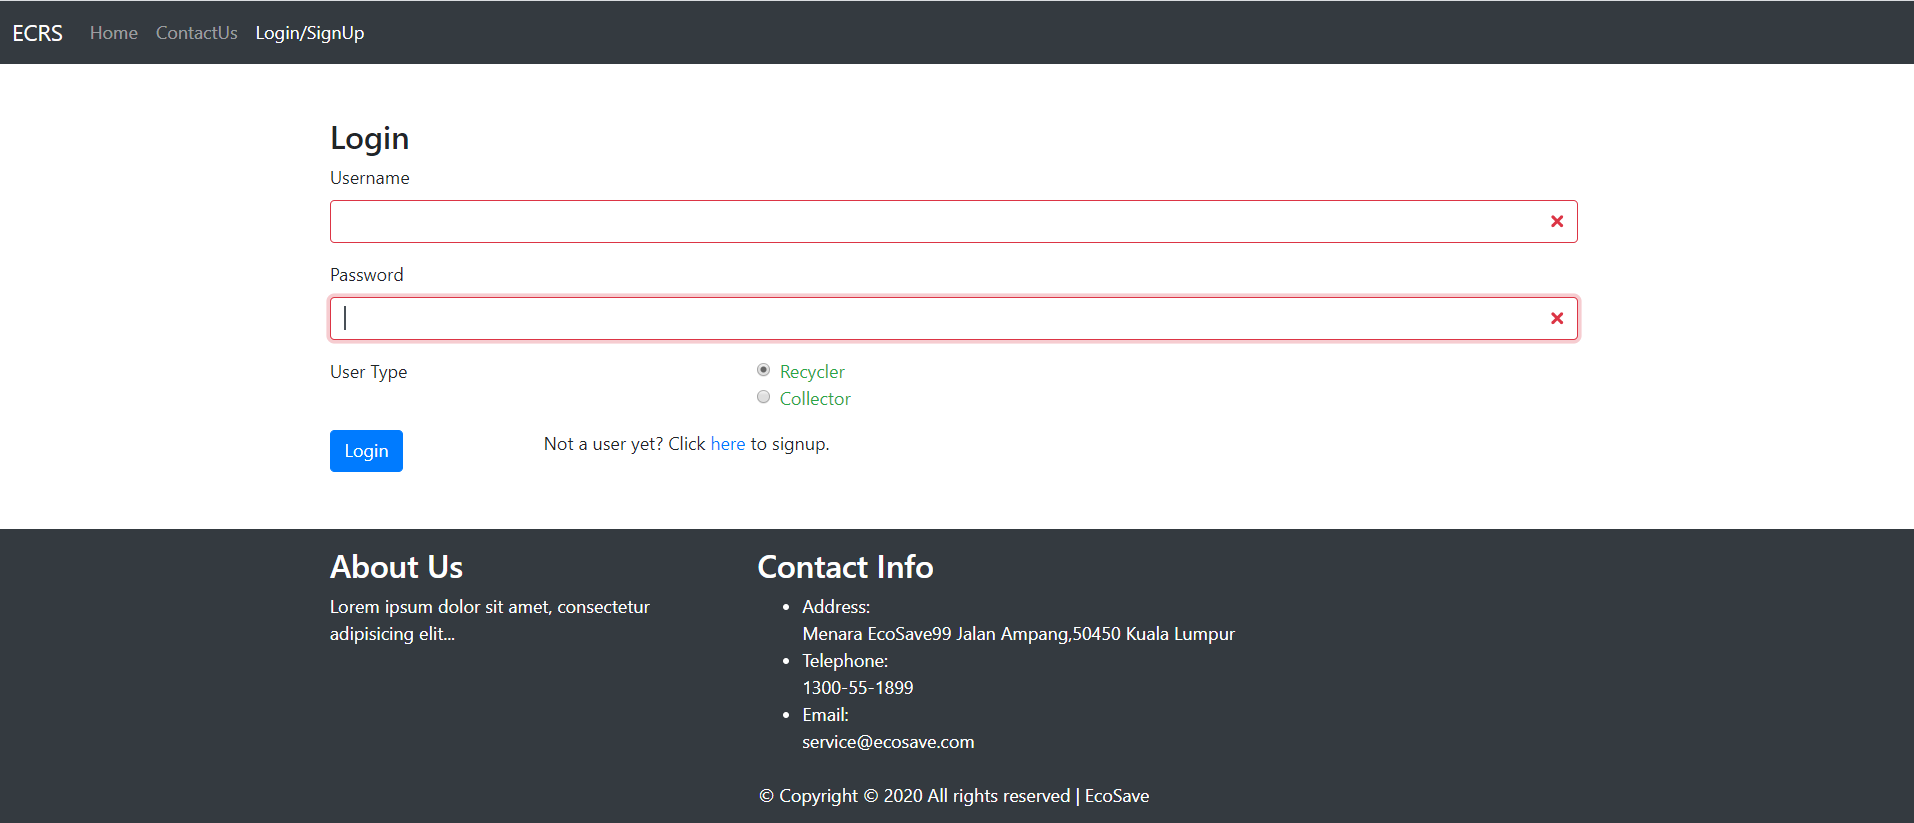 ECRS Home ContactUs Login/SignUp
Login
Username
Password
User Type
Recycler
Collector
Login
Not a user yet? Click here to signup.
About Us
Lorem ipsum dolor sit amet, consectetur
adipisicing elit...
Contact Info
Address:
Menara EcoSave99 Jalan Ampang,50450 Kuala Lumpur
Telephone:
1300-55-1899
Email:
service@ecosave.com
© Copyright © 2020 All rights reserved | EcoSave